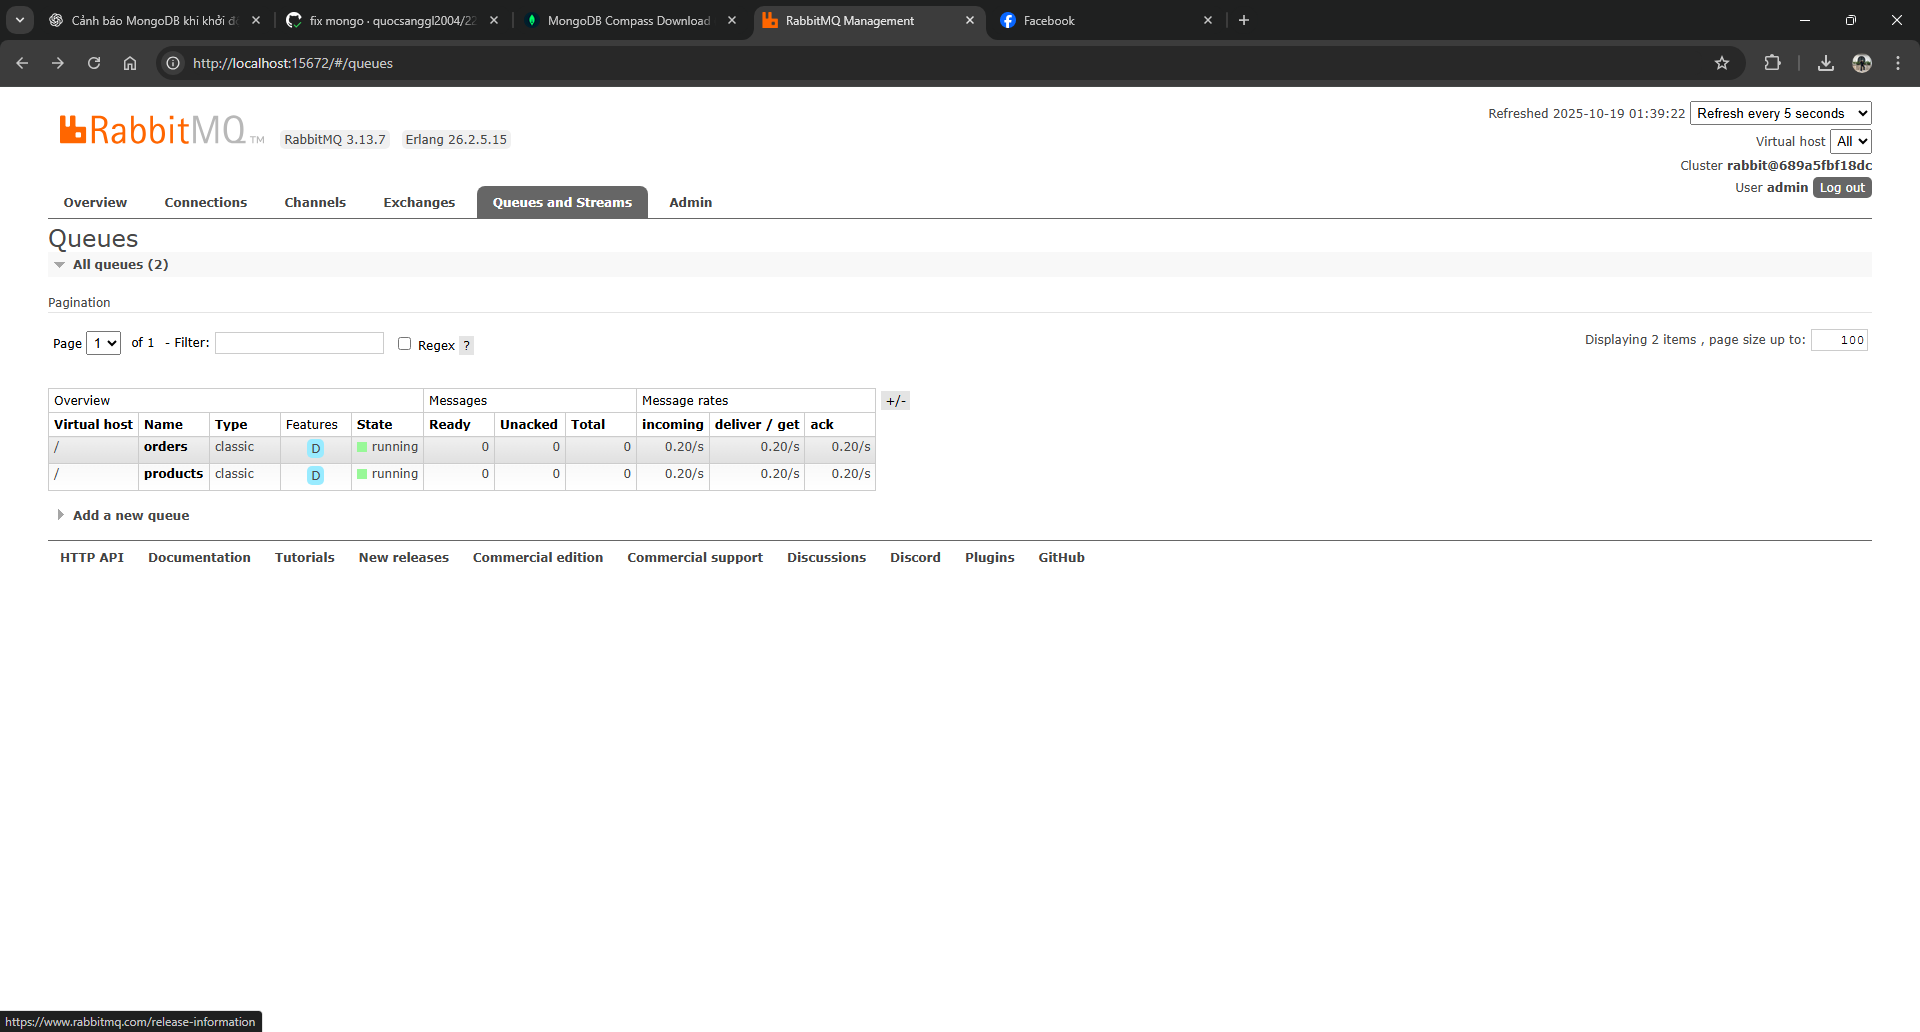 Cảnh báo MongoDB khi khởi đ
fix mongo · quocsanggl2004/22
MongoDB Compass Download
RabbitMQ Management
Facebook
http://localhost:15672/#/queues
RabbitMQ TM
RabbitMQ 3.13.7 Erlang 26.2.5.15
Refreshed 2025-10-19 01:39:22 Refresh every 5 seconds
Virtual host All
Cluster rabbit@689a5fbf18dc
User admin Log out
Overview Connections Channels Exchanges Queues and Streams Admin
Queues
All queues (2)
Pagination
Page 1 of 1 - Filter: Regex ?
Displaying 2 items , page size up to: 100
Overview Messages Message rates +/-
Virtual host Name Type Features State Ready Unacked Total incoming deliver / get ack
/ orders classic D running 0 0 0 0.20/s 0.20/s 0.20/s
/ products classic D running 0 0 0 0.20/s 0.20/s 0.20/s
Add a new queue
HTTP API Documentation Tutorials New releases Commercial edition Commercial support Discussions Discord Plugins GitHub
https://www.rabbitmq.com/release-information